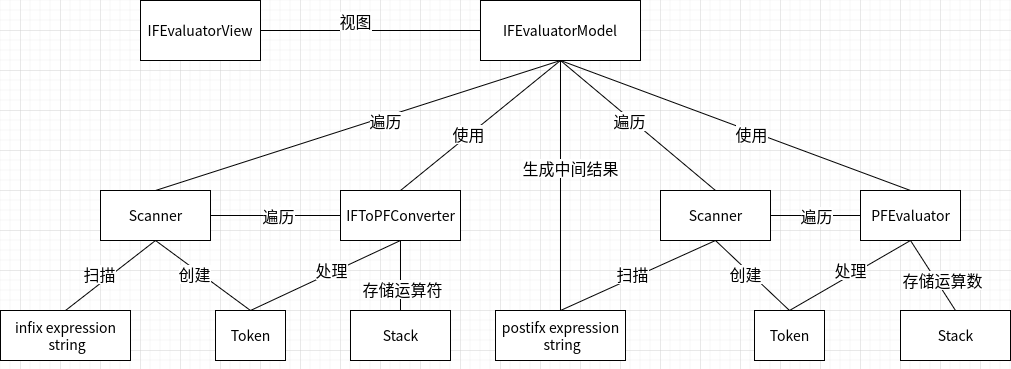 IFEvaluatorView
视图
IFEvaluatorModel
遍历
使用
遍历
使用
生成中间结果
Scanner
遍历
IFToPFConverter
Scanner
遍历
PFEvaluator
扫描
创建
处理
存储运算符
扫描
创建
处理
存储运算数
infix expression
string
Token
Stack
postifx expression
string
Token
Stack